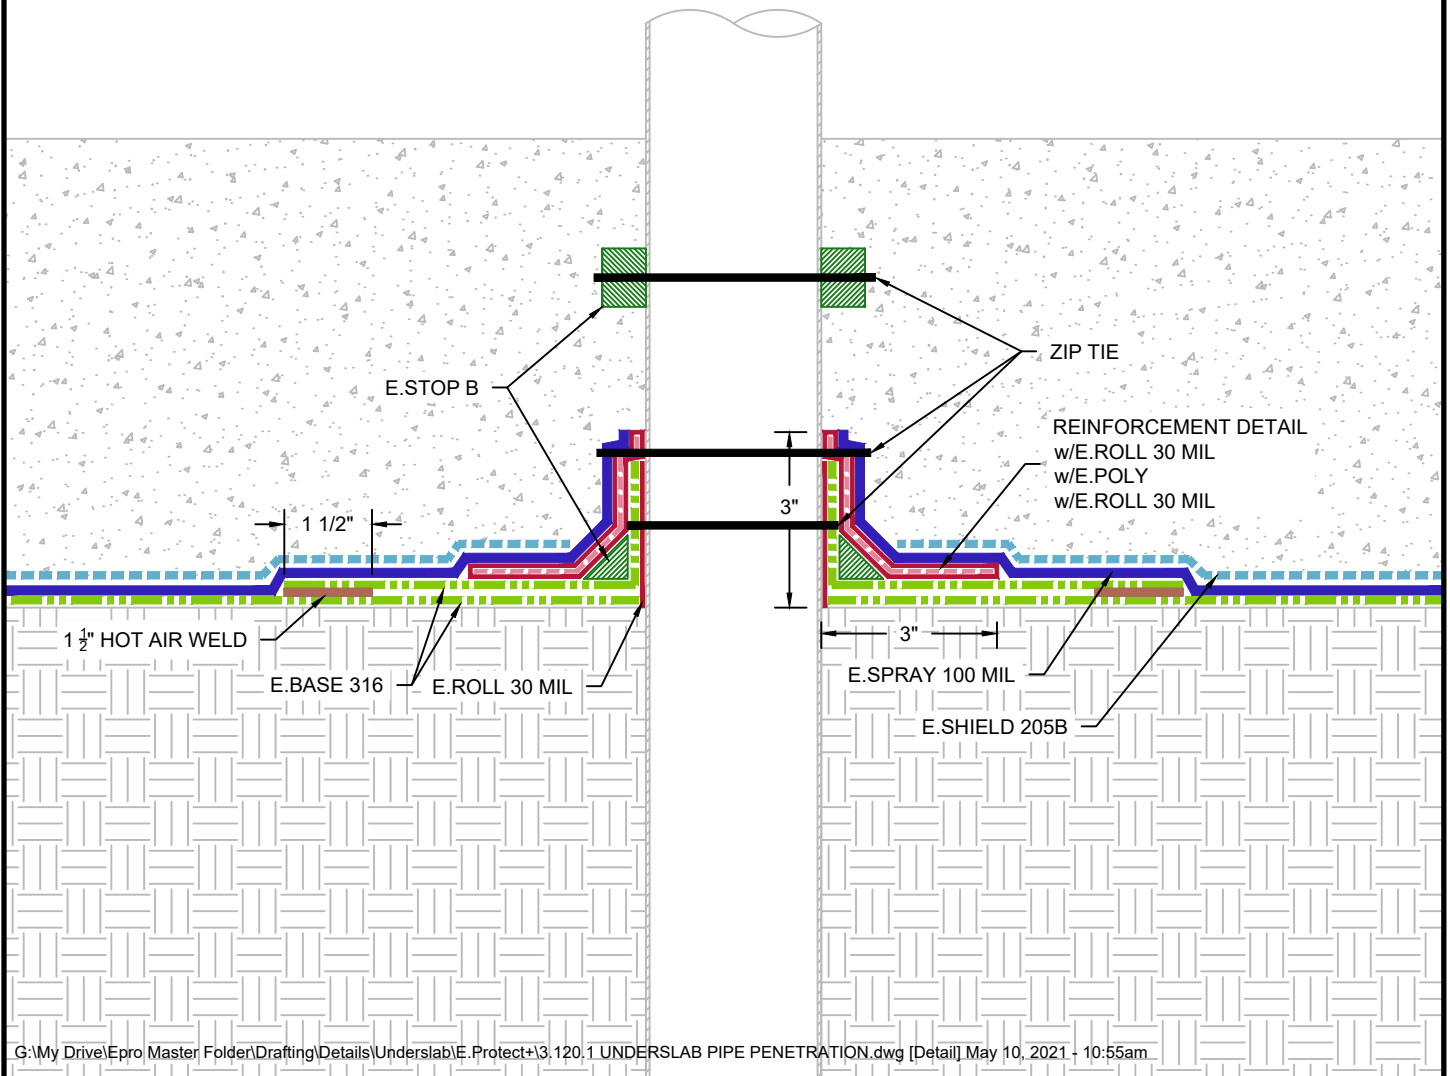 ZIP TIE
E.STOP B
REINFORCEMENT DETAIL
w/E.ROLL 30 MIL
w/E.POLY
w/E.ROLL 30 MIL
3"
1 1/2"
3"
1 1/2" HOT AIR WELD
E.BASE 316
E.ROLL 30 MIL
E.SPRAY 100 MIL
E.SHIELD 205B
G:\My Drive\Epro Master Folder\Drafting\Details\Underslab\E.Protect+\3.120.1 UNDERSLAB PIPE PENETRATION.dwg [Detail] May 10, 2021 - 10:55am